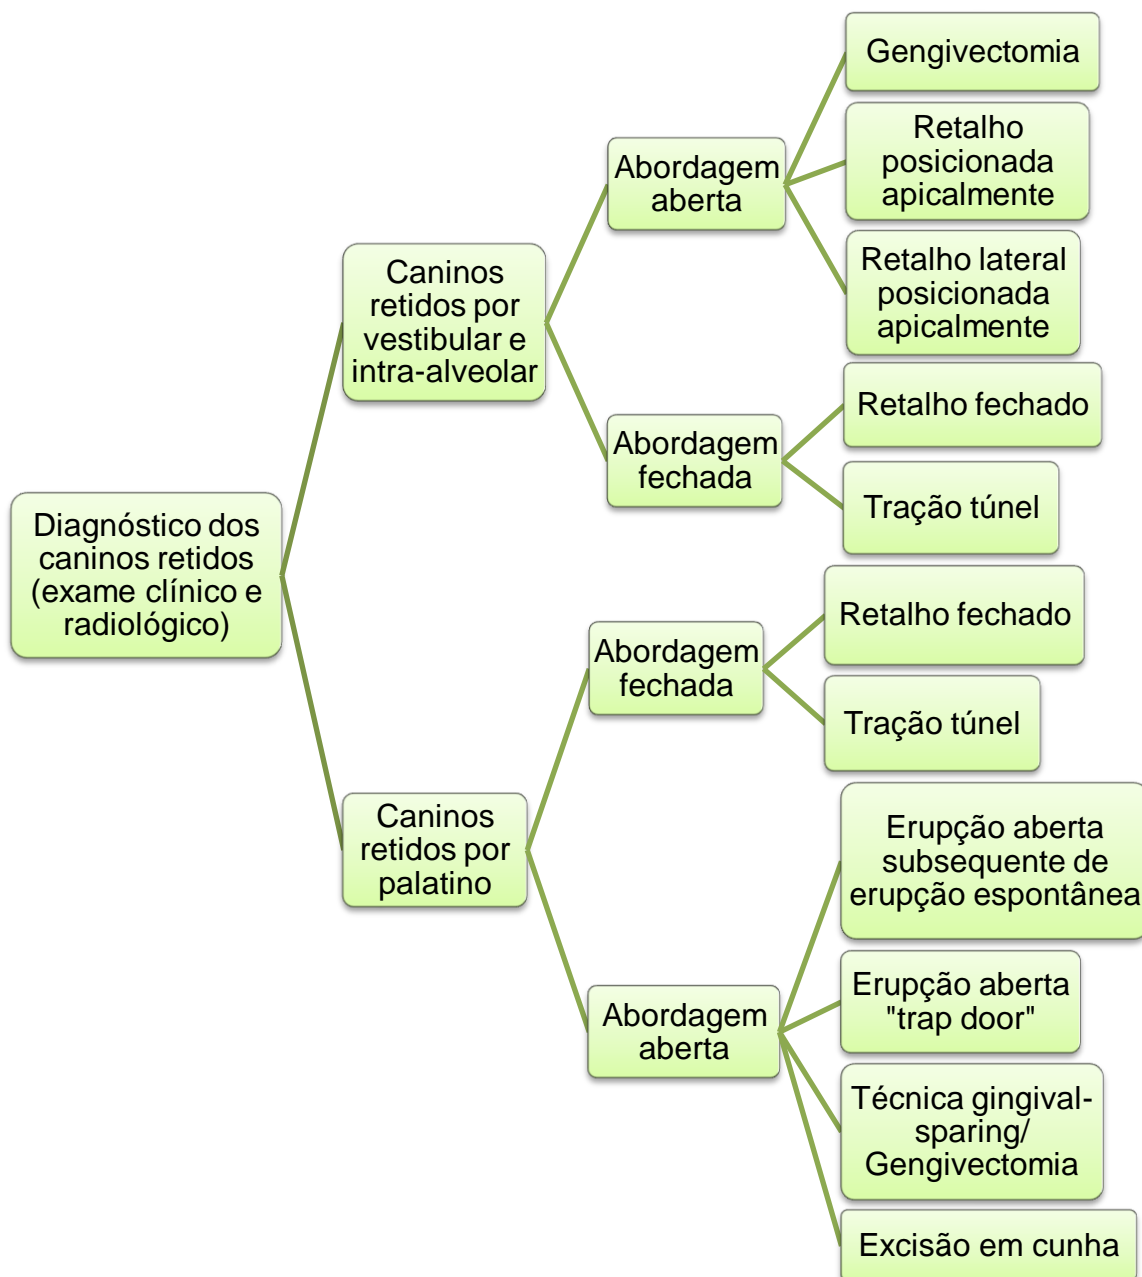 Diagnóstico dos
caninos retidos
(exame clínico e
radiológico)
Caninos
retidos por
vestibular e
intra-alveolar
Abordagem
aberta
Gengivectomia
Retalho
posicionada
apicalmente
Retalho lateral
posicionada
apicalmente
Abordagem
fechada
Retalho fechado
Tração túnel
Caninos
retidos por
palatino
Abordagem
fechada
Retalho fechado
Tração túnel
Abordagem
aberta
Erupção aberta
subsequente de
erupção espontânea
Erupção aberta
"trap door"
Técnica gingival-
sparing/
Gengivectomia
Excisão em cunha